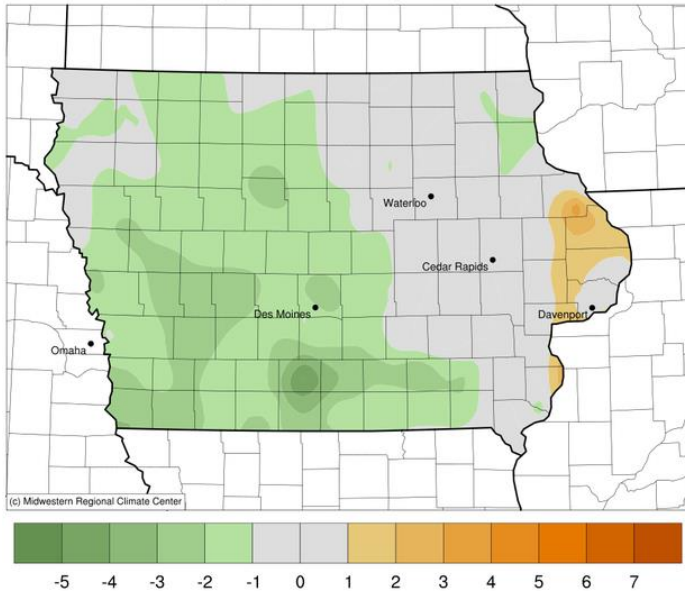 Waterloo
Cedar Rapids
Des Moines
Davenport
Omaha
(c) Midwestern Regional Climate Center
-5 -4 -3 -2 -1 0 1 2 3 4 5 6 7